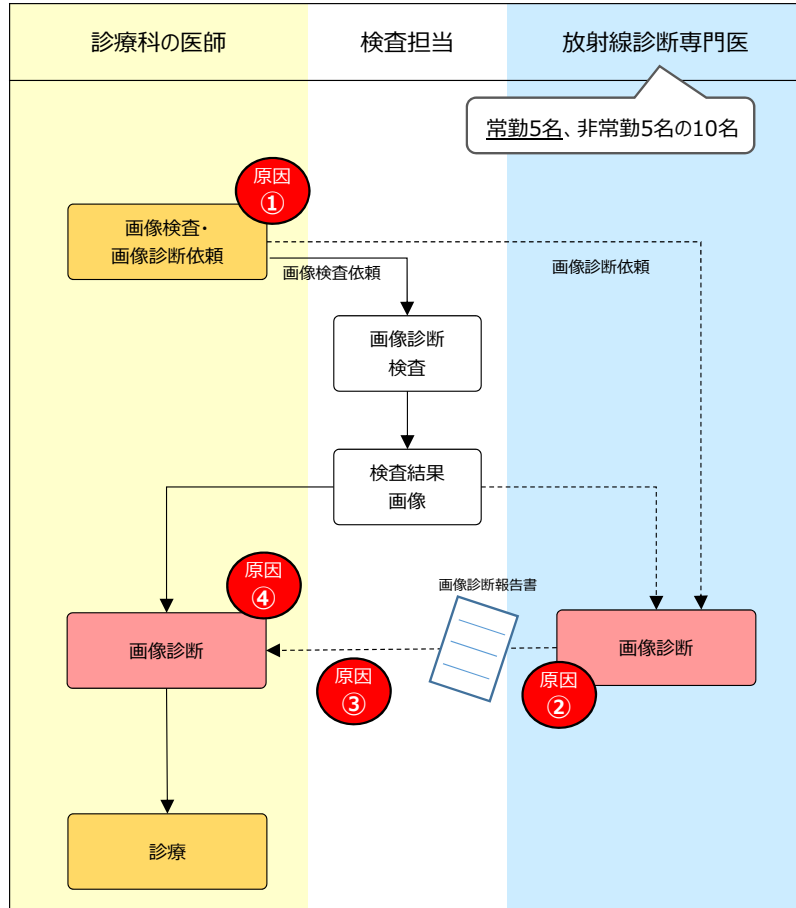 診療科の医師
検査担当
放射線診断専門医
常勤5名、非常勤5名の10名
原因
①
画像検査・
画像診断依頼
画像検査依頼
画像診断依頼
画像診断
検査
検査結果
画像
原因
④
画像診断報告書
画像診断
画像診断
原因
③
原因
②
診療